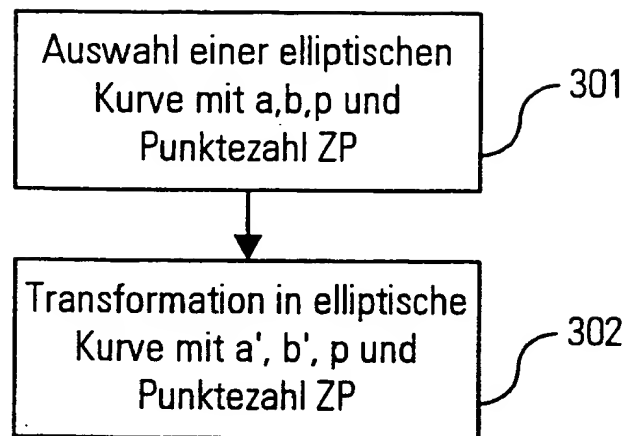 Auswahl einer elliptischen
Kurve mit a,b,p und
Punktezahl ZP
301
Transformation in elliptische
Kurve mit a', b', p und
Punktezahl ZP
302